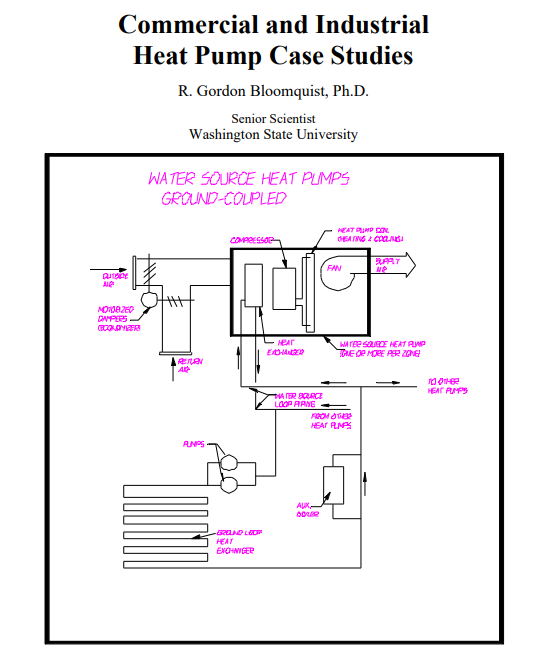 Commercial and Industrial
Heat Pump Case Studies
R. Gordon Bloomquist, Ph.D.
Senior Scientist
Washington State University
WATER SOURCE HEAT PUMPS
GROUND-COUPLED
HEAT PUMP COIL
(HEATING & COOLING)
COMPRESSOR
FAN
SUPPLY
AIR
OUTSIDE
AIR
MOTORIZED
DAMPERS
(ECONOMIZER)
HEAT
EXCHANGER
WATER SOURCE HEAT PUMP
(ONE OR MORE PER ZONE)
RETURN
AIR
TO OTHER
HEAT PUMPS
WATER SOURCE
LOOP PIPING
FROM OTHER
HEAT PUMPS
PUMPS
AUX.
BOILER
GROUND LOOP
HEAT
EXCHANGER